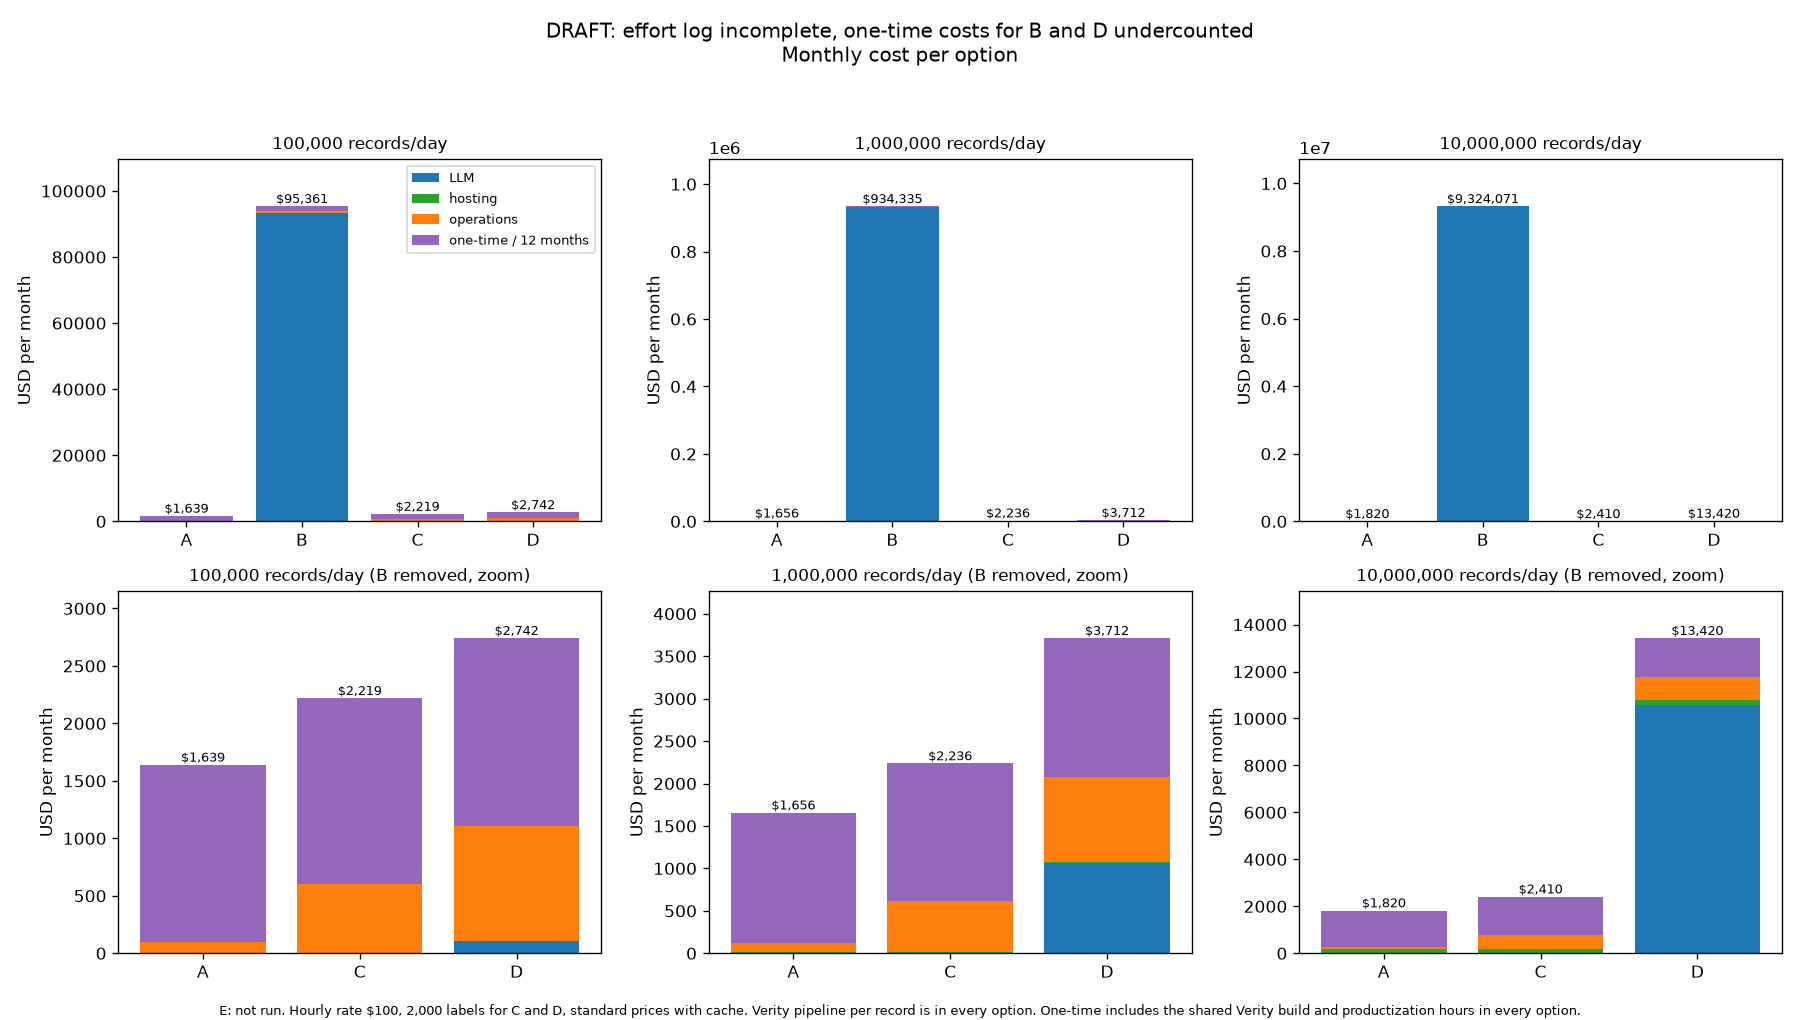 DRAFT: effort log incomplete, one-time costs for B and D undercounted
Monthly cost per option
100,000 records/day
USD per month
100000
80000
60000
40000
20000
0
$1,639
$95,361
$2,219
$2,742
A
B
C
D
LLM
hosting
operations
one-time / 12 months
1,000,000 records/day
1e6
USD per month
1.0
0.8
0.6
0.4
0.2
0.0
$1,656
$934,335
$2,236
$3,712
A
B
C
D
10,000,000 records/day
1e7
USD per month
1.0
0.8
0.6
0.4
0.2
0.0
$1,820
$9,324,071
$2,410
$13,420
A
B
C
D
100,000 records/day (B removed, zoom)
USD per month
3000
2500
2000
1500
1000
500
0
$1,639
$2,219
$2,742
A
C
D
1,000,000 records/day (B removed, zoom)
USD per month
4000
3500
3000
2500
2000
1500
1000
500
0
$1,656
$2,236
$3,712
A
C
D
10,000,000 records/day (B removed, zoom)
USD per month
14000
12000
10000
8000
6000
4000
2000
0
$1,820
$2,410
$13,420
A
C
D
E: not run. Hourly rate $100, 2,000 labels for C and D, standard prices with cache. Verity pipeline per record is in every option. One-time includes the shared Verity build and productization hours in every option.